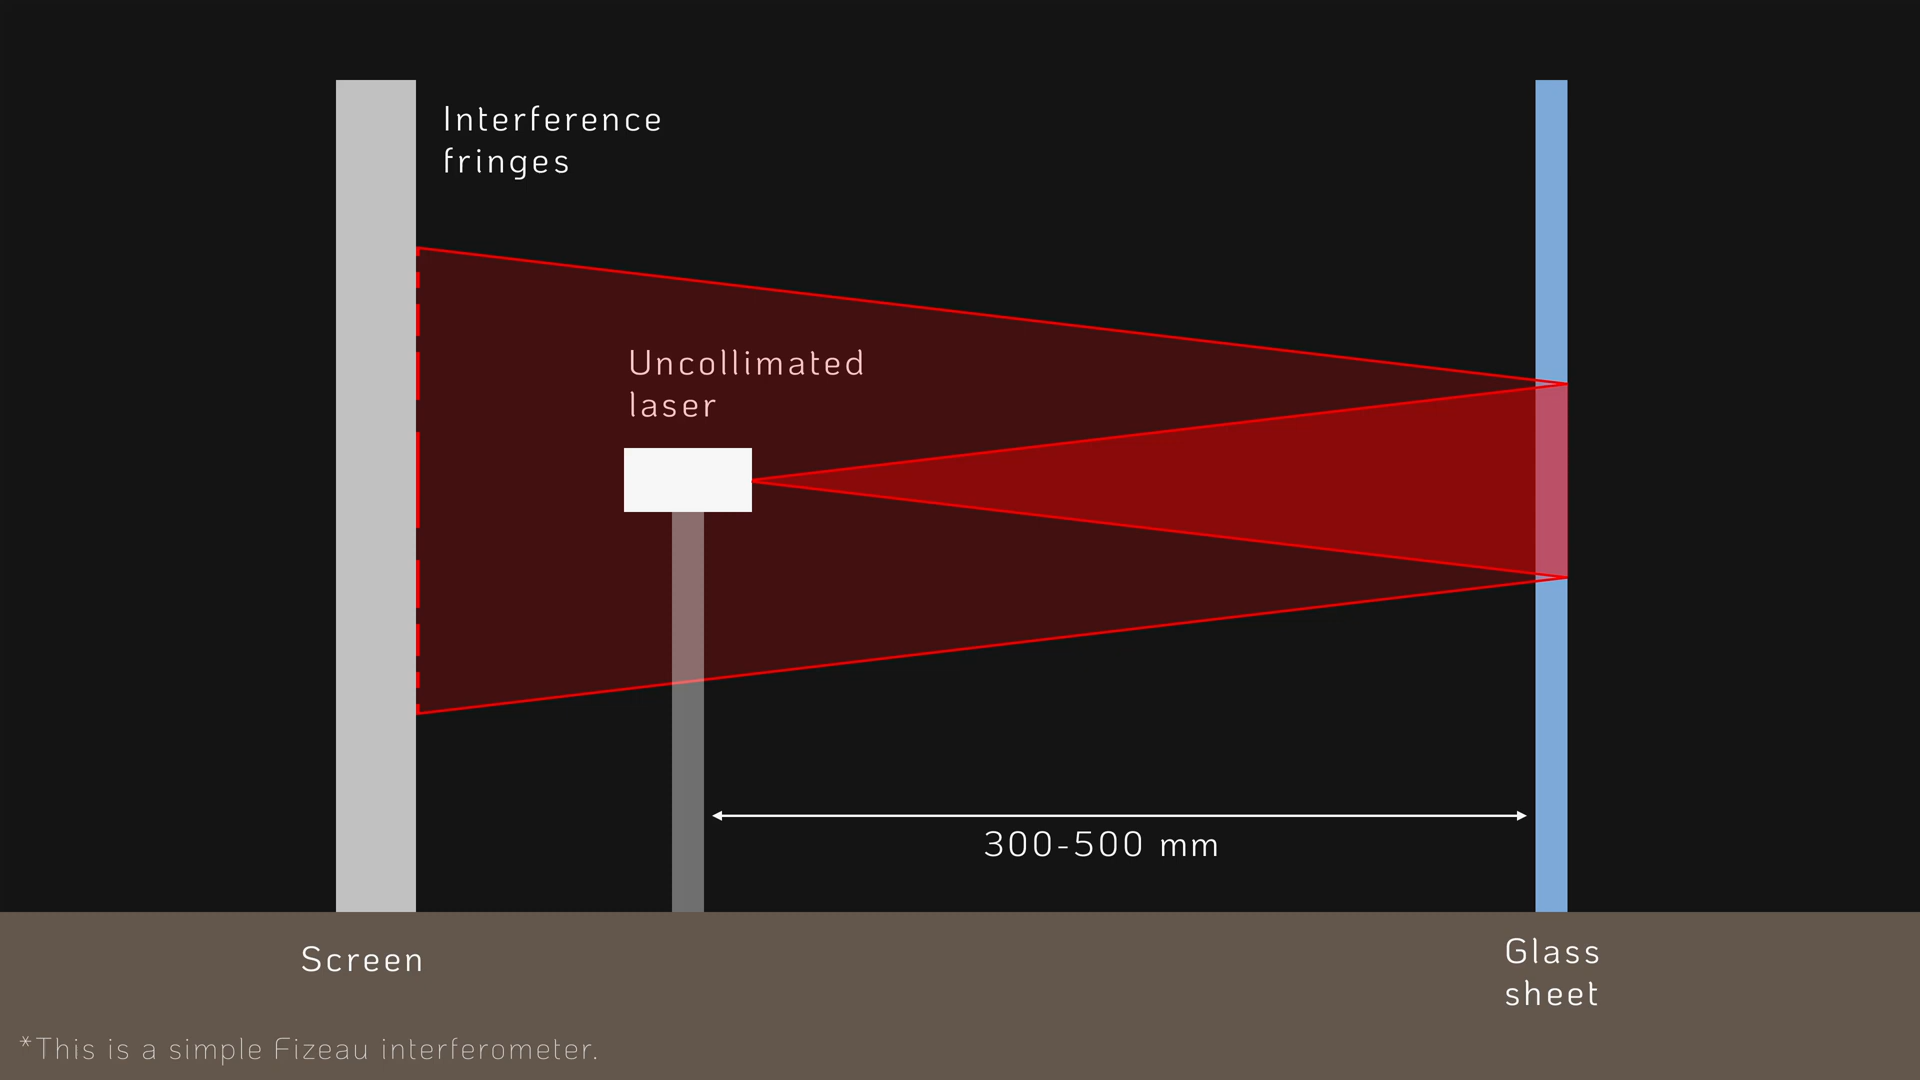 Interference
fringes
Uncollimated
laser
300-500 mm
Screen
Glass
sheet
*This is a simple Fizeau interferometer.